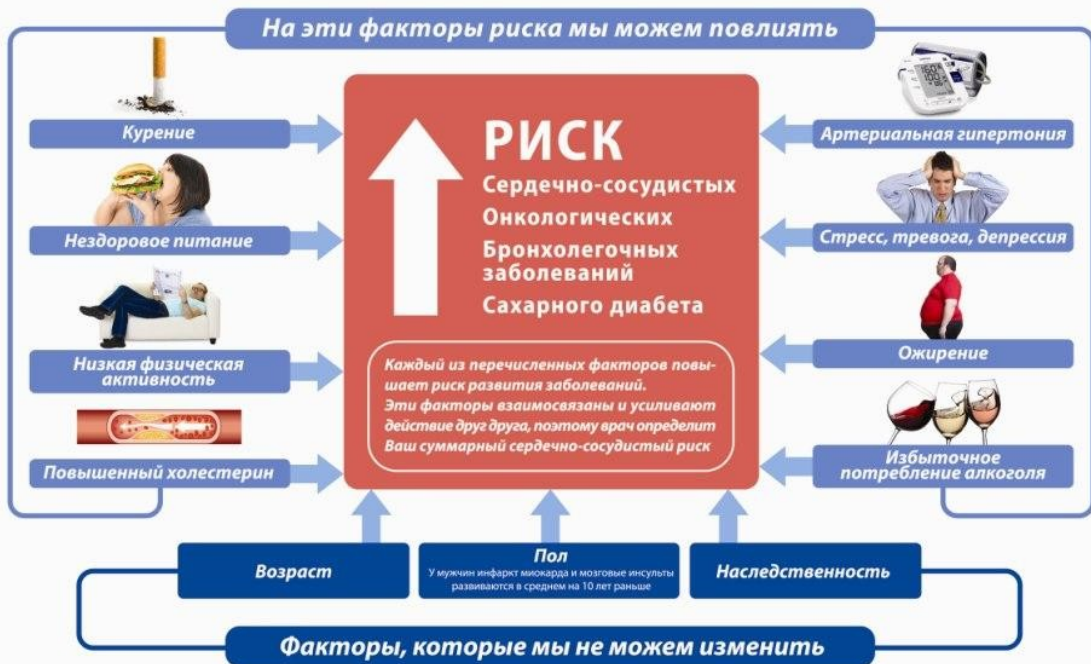 На эти факторы риска мы можем повлиять
Курение
Нездоровое питание
Низкая физическая
активность
Повышенный холестерин
РИСК
Сердечно-сосудистых
Онкологических
Бронхолегочных
заболеваний
Сахарного диабета
Каждый из перечисленных факторов повы-
шает риск развития заболеваний.
Эти факторы взаимосвязаны и усиливают
действие друг друга, поэтому врач определит
Ваш суммарный сердечно-сосудистый риск
160
100
Артериальная гипертония
Стресс, тревога, депрессия
Ожирение
Избыточное
потребление алкоголя
Возраст
Пол
У мужчин инфаркт миокарда и мозговые инсульты
развиваются в среднем на 10 лет раньше
Наследственность
Факторы, которые мы не можем изменить